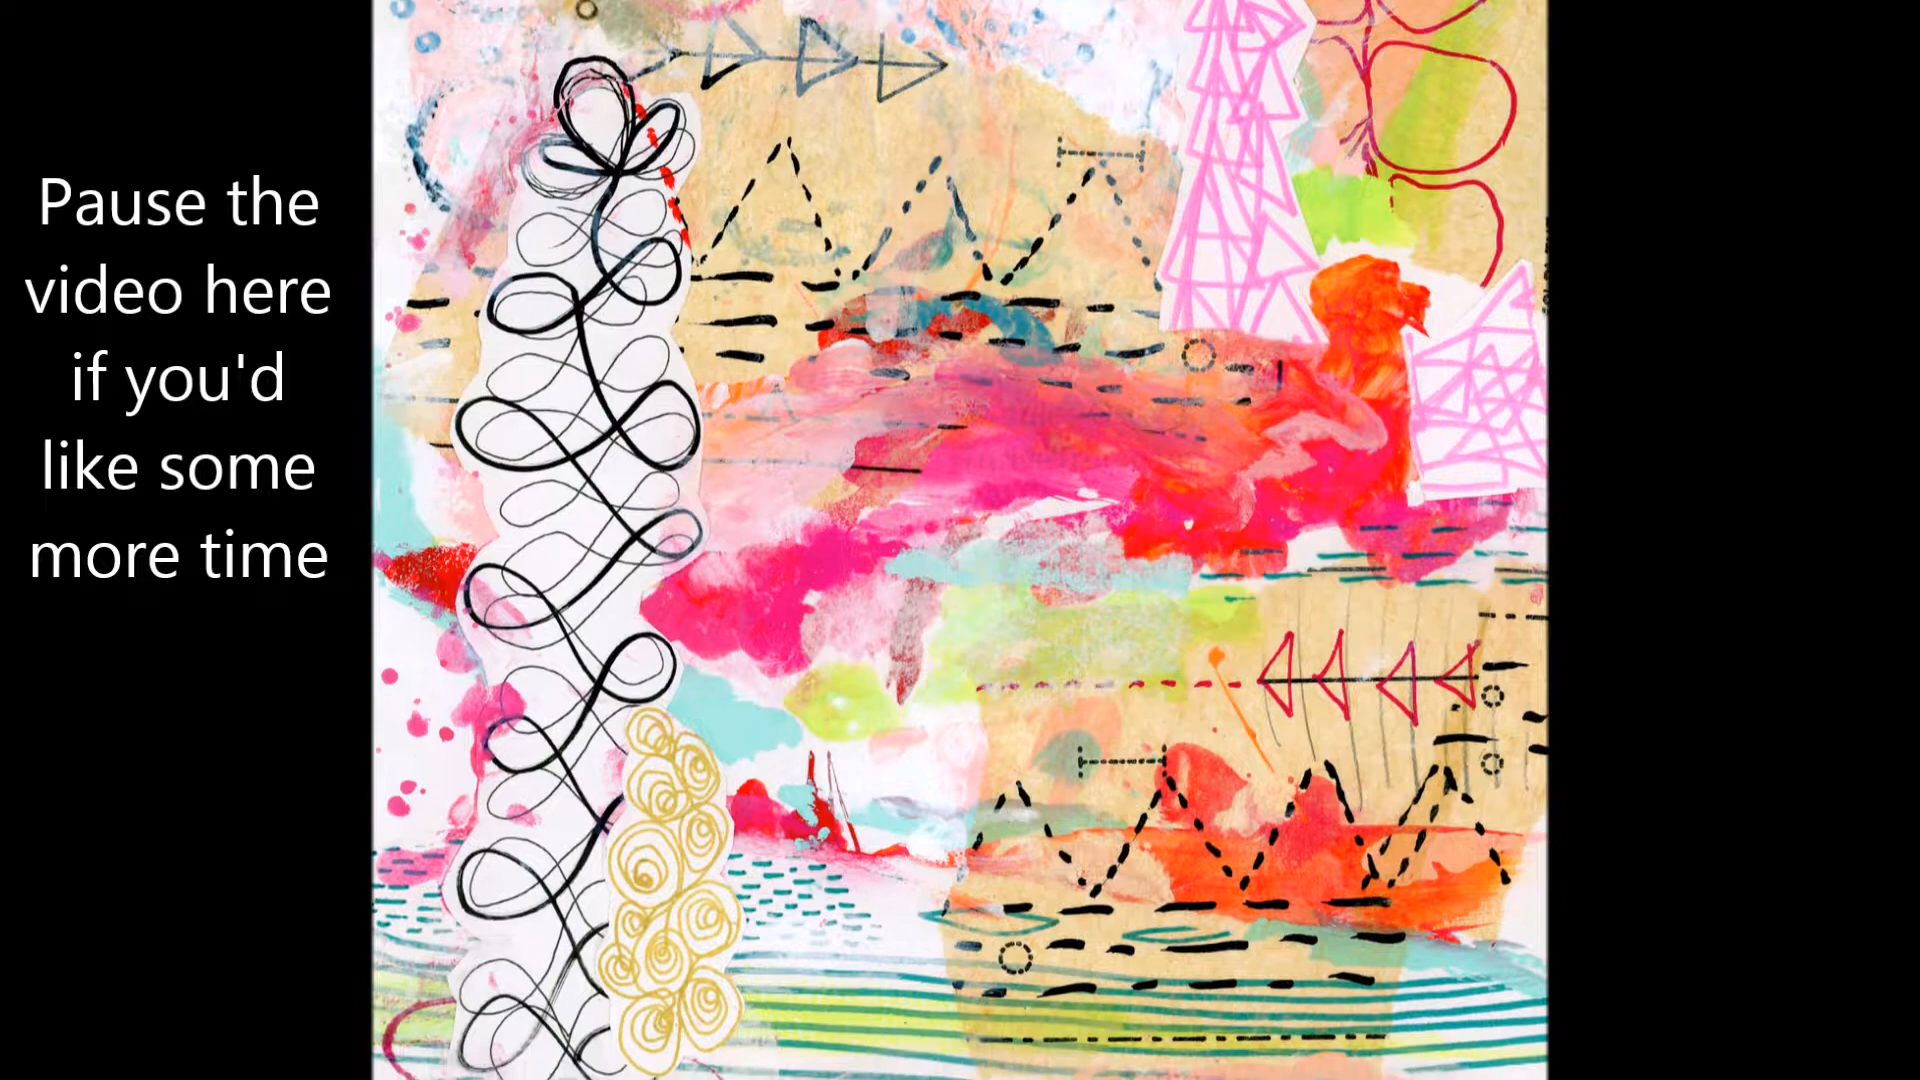 Pause the
video here
if you'd
like some
more time